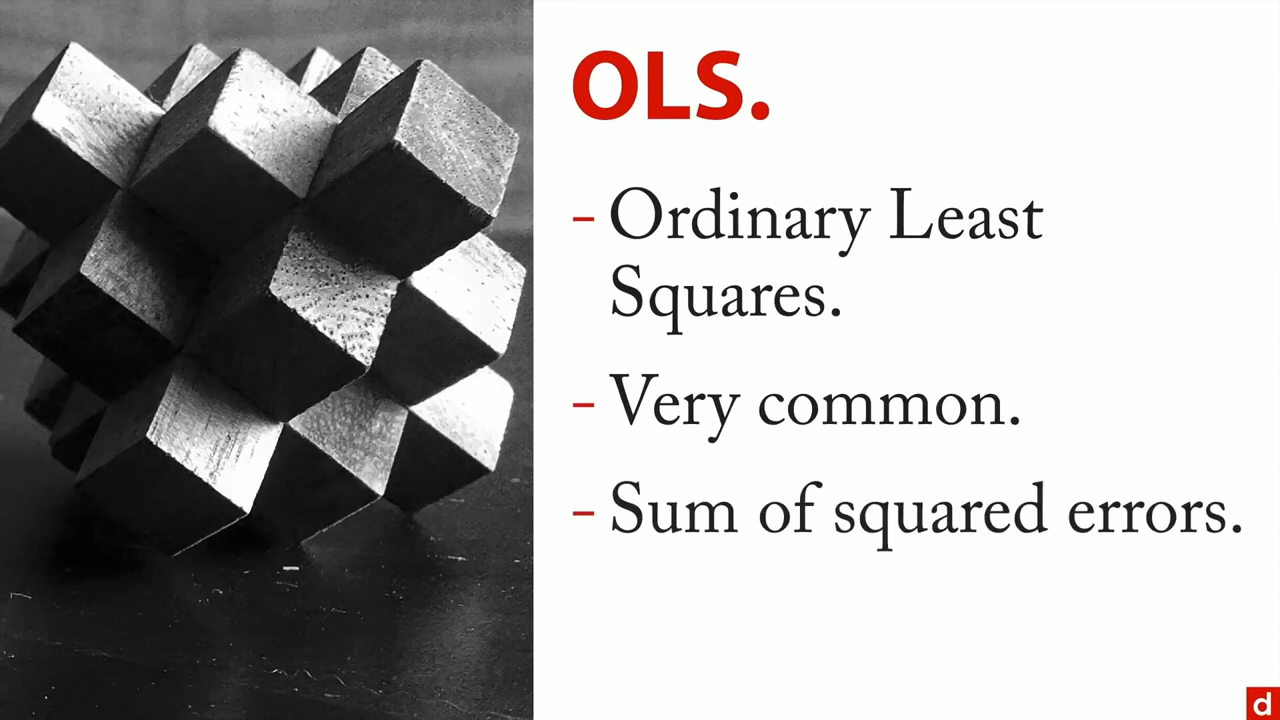 OLS.
- Ordinary Least
Squares.
- Very common.
- Sum of squared errors.
d